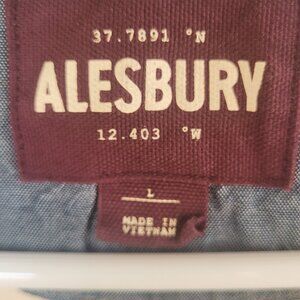 37.7891 °N
ALESBURY
12.403 °W
L
MADE IN
VIETNAM